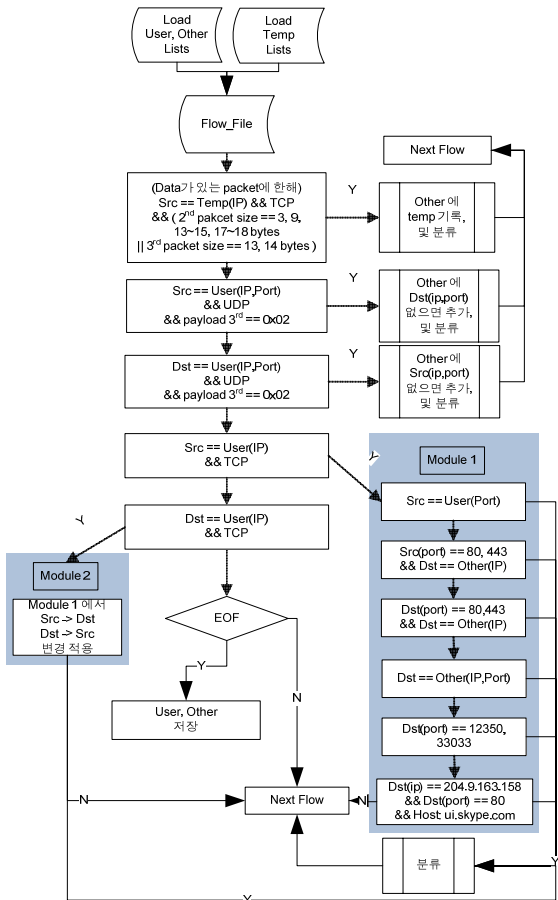 Load
User, Other
Lists
Load
Temp
Lists
Flow_File
Next Flow
(Data가 있는 packet에 한해)
Src == Temp(IP) && TCP
&& ( 2nd pakcet size == 3, 9,
13~15, 17~18 bytes
|| 3rd packet size == 13, 14 bytes )
Y
Other 에
temp 기록,
및 분류
Src == User(IP,Port)
&& UDP
&& payload 3rd == 0x02
Y
Other 에
Dst(ip,port)
없으면 추가,
및 분류
Dst == User(IP,Port)
&& UDP
&& payload 3rd == 0x02
Y
Other 에
Src(ip,port)
없으면 추가,
및 분류
Src == User(IP)
&& TCP
Y
Module 1
Src == User(Port)
Dst == User(IP)
&& TCP
Y
Src(port) == 80, 443
&& Dst == Other(IP)
Module 2
Module 1 에서
Src -> Dst
Dst -> Src
변경 적용
EOF
Dst(port) == 80,443
&& Dst == Other(IP)
Y
N
Dst == Other(IP,Port)
User, Other
저장
Dst(port) == 12350,
33033
N
Next Flow
N
Dst(ip) == 204.9.163.158
&& Dst(port) == 80
&& Host: ui.skype.com
분류
Y
Y